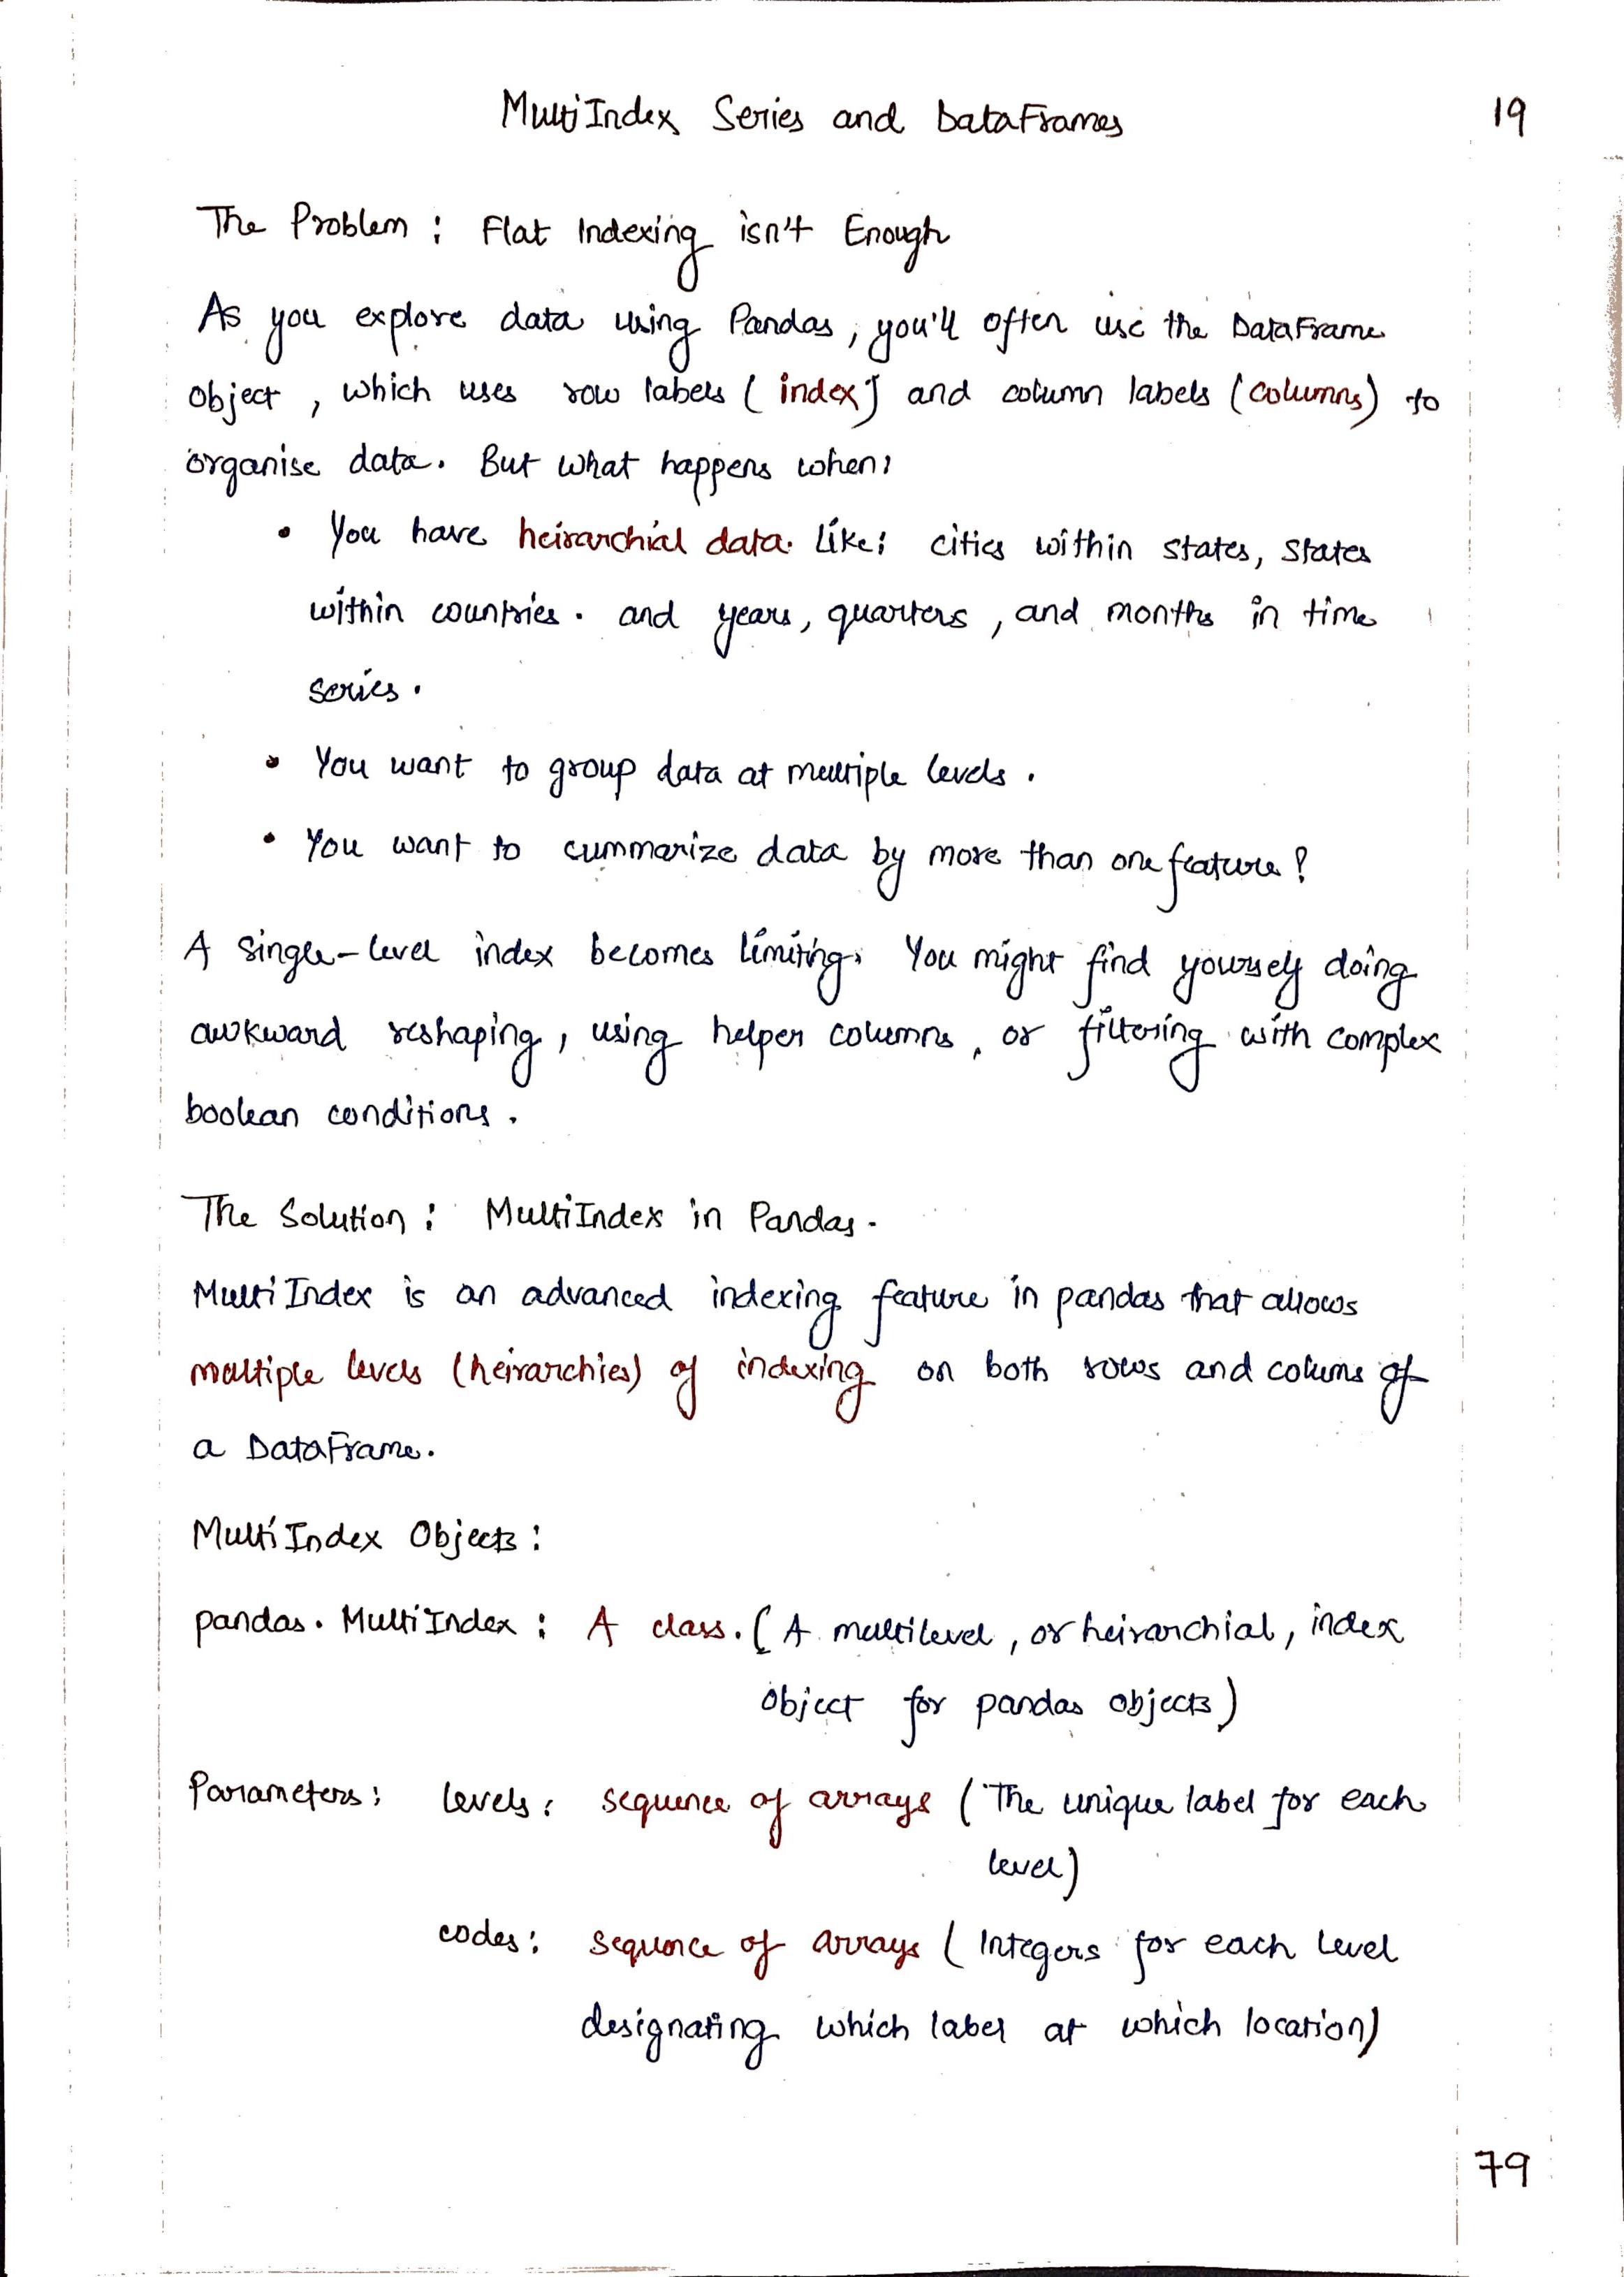 MultiIndex Series and DataFrames
19
The Problem : Flat Indexing isn't Enough
As you explore data using Pandas, you'll often use the DataFrame
object, which uses row labels (index) and column labels (columns) to
organise data. But what happens when:
• You have heirarchial data. Like: cities within states, states
within countries. and years, quarters, and months in time
series.
• You want to group data at multiple levels.
• You want to summarize data by more than one feature?
A single-level index becomes limiting. You might find yourself doing
awkward reshaping, using helper columns, or filtering with complex
boolean conditions.
The Solution : MultiIndex in Pandas.
MultiIndex is an advanced indexing feature in pandas that allows
multiple levels (heirarchies) of indexing on both rows and colums of
a DataFrame.
MultiIndex Objects :
pandas. MultiIndex : A class. (A multilevel, or heirarchial, index
object for pandas objects)
Parameters: levels: sequence of arrays (The unique label for each
level)
codes: sequence of arrays (Integers for each level
designating which label at which location)
79